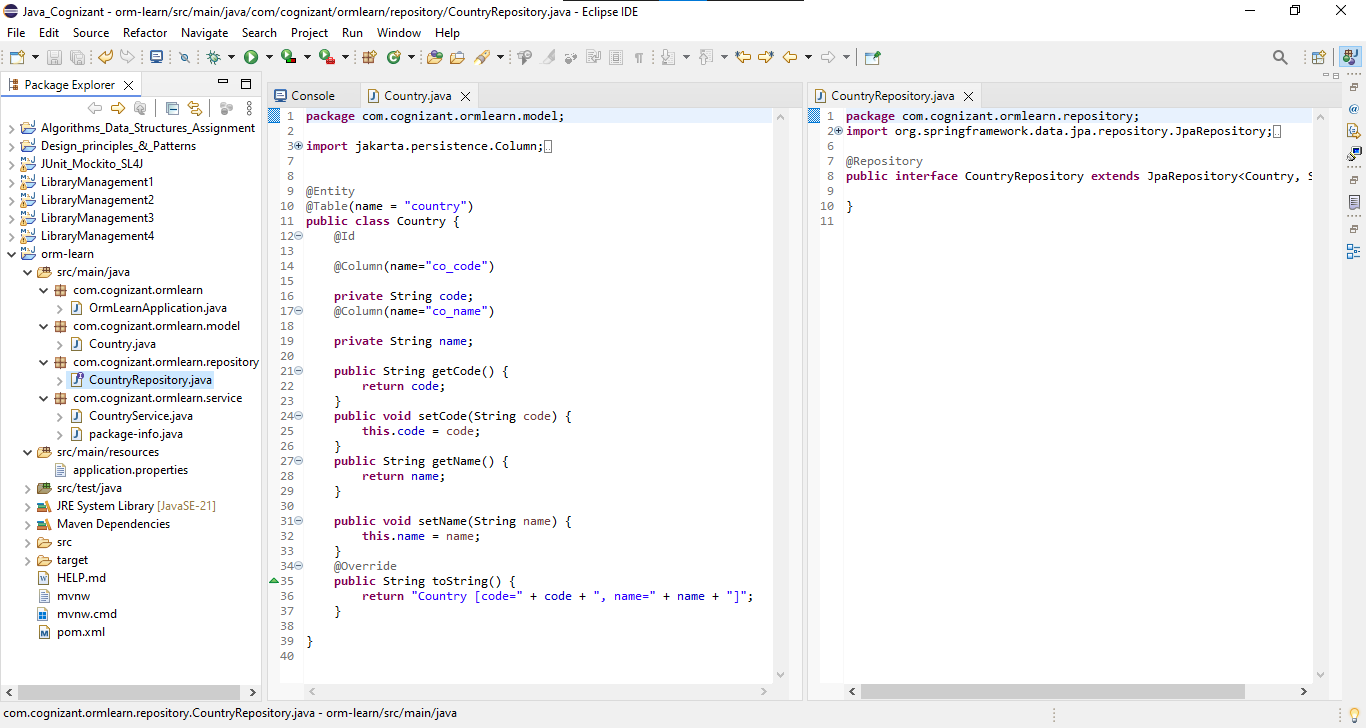 Java_Cognizant - orm-learn/src/main/java/com/cognizant/ormlearn/repository/CountryRepository.java - Eclipse IDE
File Edit Source Refactor Navigate Search Project Run Window Help
Package Explorer
Algorithms_Data_Structures_Assignment
Design_principles_&_Patterns
JUnit_Mockito_SL4J
LibraryManagement1
LibraryManagement2
LibraryManagement3
LibraryManagement4
orm-learn
src/main/java
com.cognizant.ormlearn
OrmLearnApplication.java
com.cognizant.ormlearn.model
Country.java
com.cognizant.ormlearn.repository
CountryRepository.java
com.cognizant.ormlearn.service
CountryService.java
package-info.java
src/main/resources
application.properties
src/test/java
JRE System Library [JavaSE-21]
Maven Dependencies
src
target
HELP.md
mvnw
mvnw.cmd
pom.xml
Console Country.java
1 package com.cognizant.ormlearn.model;
2
3 import jakarta.persistence.Column;
7
8
9 @Entity
10 @Table(name = "country")
11 public class Country {
12 @Id
13
14 @Column(name="co_code")
15
16 private String code;
17 @Column(name="co_name")
18
19 private String name;
20
21 public String getCode() {
22 return code;
23 }
24 public void setCode(String code) {
25 this.code = code;
26 }
27 public String getName() {
28 return name;
29 }
30
31 public void setName(String name) {
32 this.name = name;
33 }
34 @Override
35 public String toString() {
36 return "Country [code=" + code + ", name=" + name + "]";
37 }
38
39 }
40
CountryRepository.java
1 package com.cognizant.ormlearn.repository;
2 import org.springframework.data.jpa.repository.JpaRepository;
6
7 @Repository
8 public interface CountryRepository extends JpaRepository<Country, S
9
10 }
11
com.cognizant.ormlearn.repository.CountryRepository.java - orm-learn/src/main/java